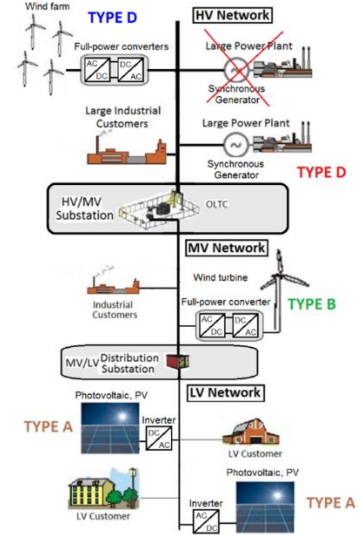 Wind farm
TYPE D
HV Network
Full-power converters
AC
DC
DC
AC
Large Power Plant
Synchronous
Generator
Large Industrial
Customers
Large Power Plant
Synchronous
Generator
TYPE D
HV/MV
Substation
OLTC
MV Network
Wind turbine
Industrial
Customers
Full-power converter
AC
DC
DC
AC
TYPE B
MV/LV Distribution
Substation
LV Network
Photovoltaic, PV
TYPE A
Inverter
DC
AC
LV Customer
Photovoltaic, PV
LV Customer
Inverter
AC
DC
TYPE A